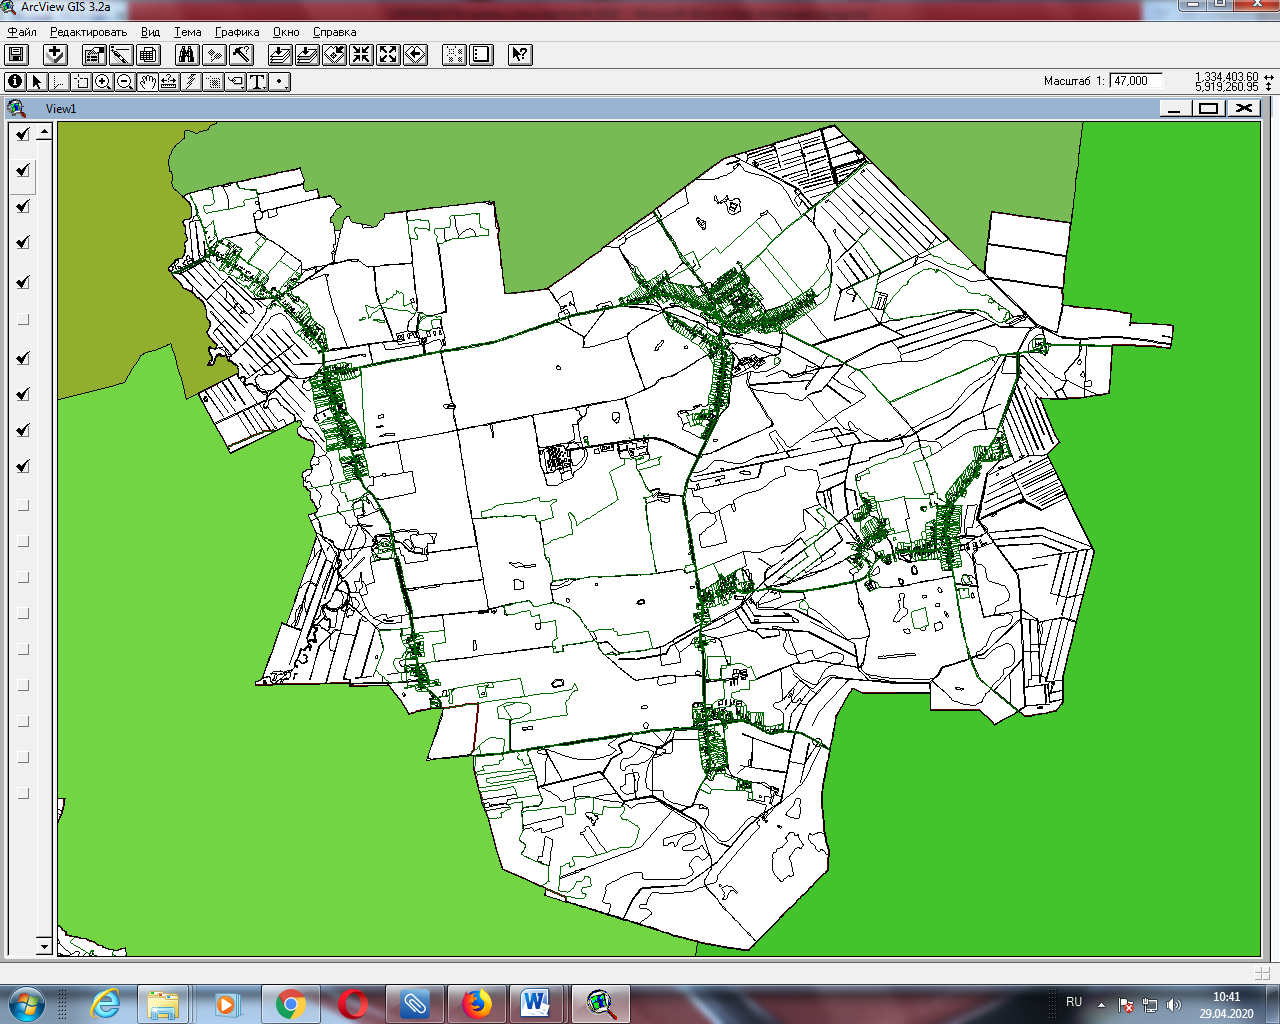 ArcView GIS 3.2a
Файл Редактировать Вид Тема Графика Окно Справка
Масштаб 1: 47,000
1,334,403.60
5,919,260.95
View1
RU
10:41
29.04.2020